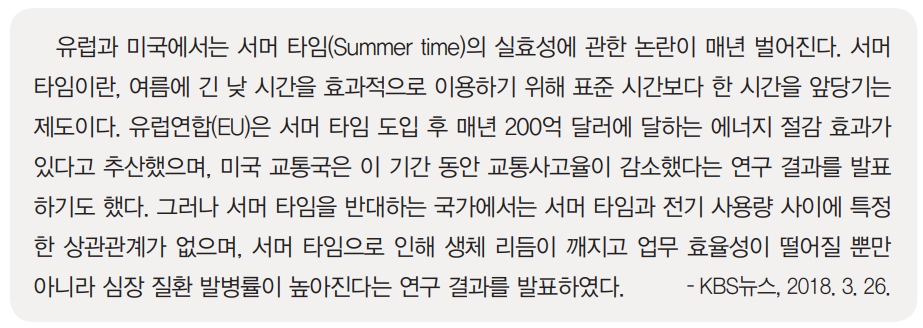 유럽과 미국에서는 서머 타임(Summer time)의 실효성에 관한 논란이 매년 벌어진다. 서머
타임이란, 여름에 긴 낮 시간을 효과적으로 이용하기 위해 표준 시간보다 한 시간을 앞당기는
제도이다. 유럽연합(EU)은 서머 타임 도입 후 매년 200억 달러에 달하는 에너지 절감 효과가
있다고 추산했으며, 미국 교통국은 이 기간 동안 교통사고율이 감소했다는 연구 결과를 발표
하기도 했다. 그러나 서머 타임을 반대하는 국가에서는 서머 타임과 전기 사용량 사이에 특정
한 상관관계가 없으며, 서머 타임으로 인해 생체 리듬이 깨지고 업무 효율성이 떨어질 뿐만
아니라 심장 질환 발병률이 높아진다는 연구 결과를 발표하였다. - KBS뉴스, 2018. 3. 26.